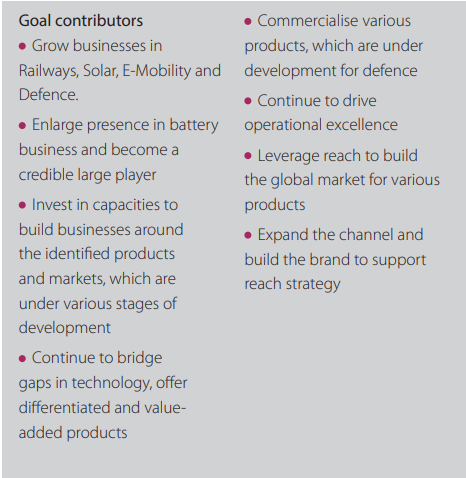 Goal contributors
• Grow businesses in
Railways, Solar, E-Mobility and
Defence.
• Enlarge presence in battery
business and become a
credible large player
• Invest in capacities to
build businesses around
the identified products
and markets, which are
under various stages of
development
• Continue to bridge
gaps in technology, offer
differentiated and value-
added products
• Commercialise various
products, which are under
development for defence
• Continue to drive
operational excellence
• Leverage reach to build
the global market for various
products
• Expand the channel and
build the brand to support
reach strategy